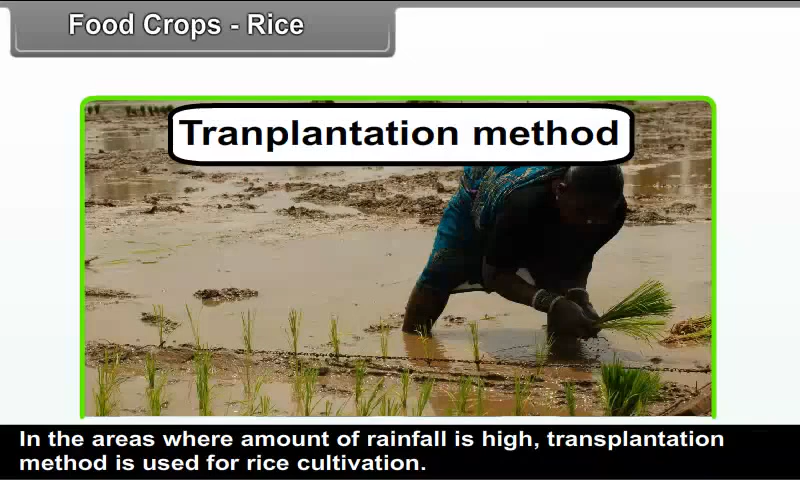 Food Crops - Rice
Tranplantation method
In the areas where amount of rainfall is high, transplantation
method is used for rice cultivation.